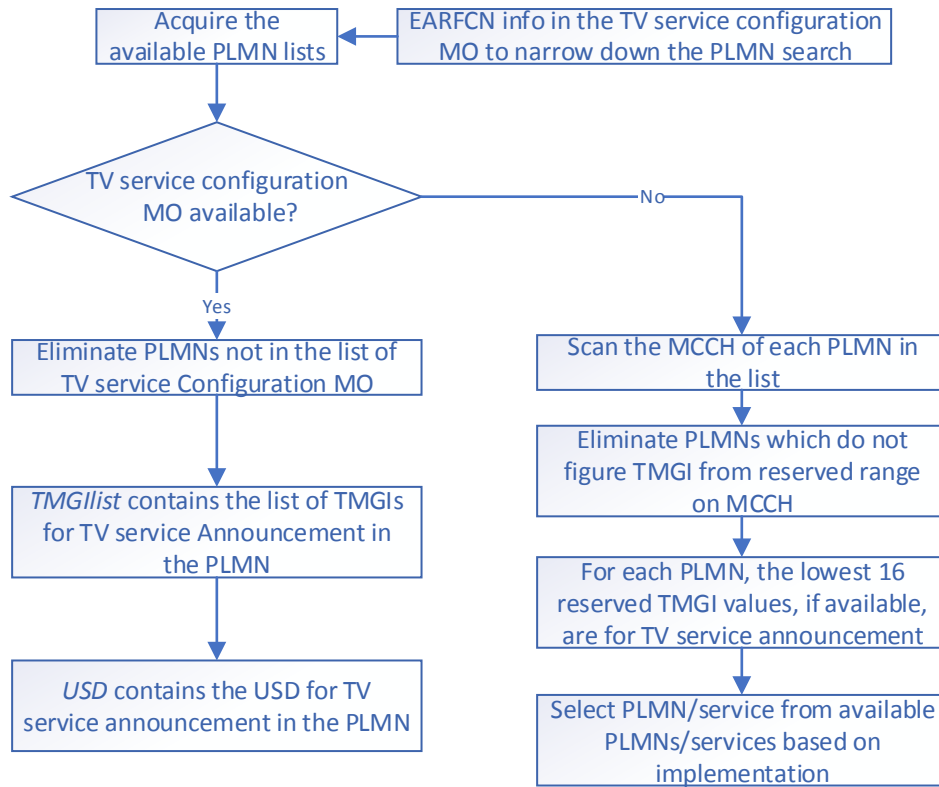 Acquire the
available PLMN lists
EARFCN info in the TV service configuration
MO to narrow down the PLMN search
TV service configuration
MO available?
No
Yes
Eliminate PLMNs not in the list of
TV service Configuration MO
TMGIlist contains the list of TMGIs
for TV service Announcement in
the PLMN
USD contains the USD for TV
service announcement in the PLMN
Scan the MCCH of each PLMN in
the list
Eliminate PLMNs which do not
figure TMGI from reserved range
on MCCH
For each PLMN, the lowest 16
reserved TMGI values, if available,
are for TV service announcement
Select PLMN/service from available
PLMNs/services based on
implementation